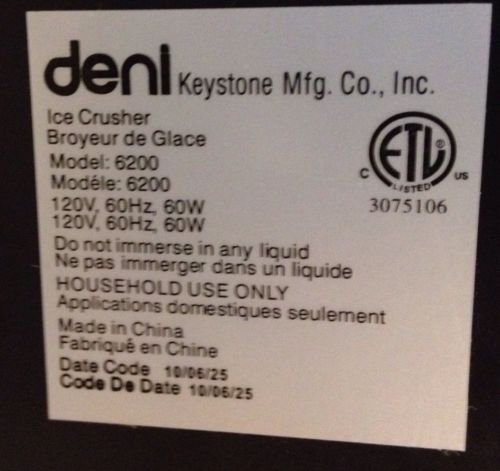 deni Keystone Mfg. Co., Inc.
Ice Crusher
Broyeur de Glace
Model: 6200
Modéle: 6200
120V, 60Hz, 60W
120V, 60Hz, 60W
Do not immerse in any liquid
Ne pas immerger dans un liquide
HOUSEHOLD USE ONLY
Applications domestiques seulement
Made in China
Fabriqué en Chine
Date Code 10/06/25
Code De Date 10/06/25
C ETL US
LISTED
3075106